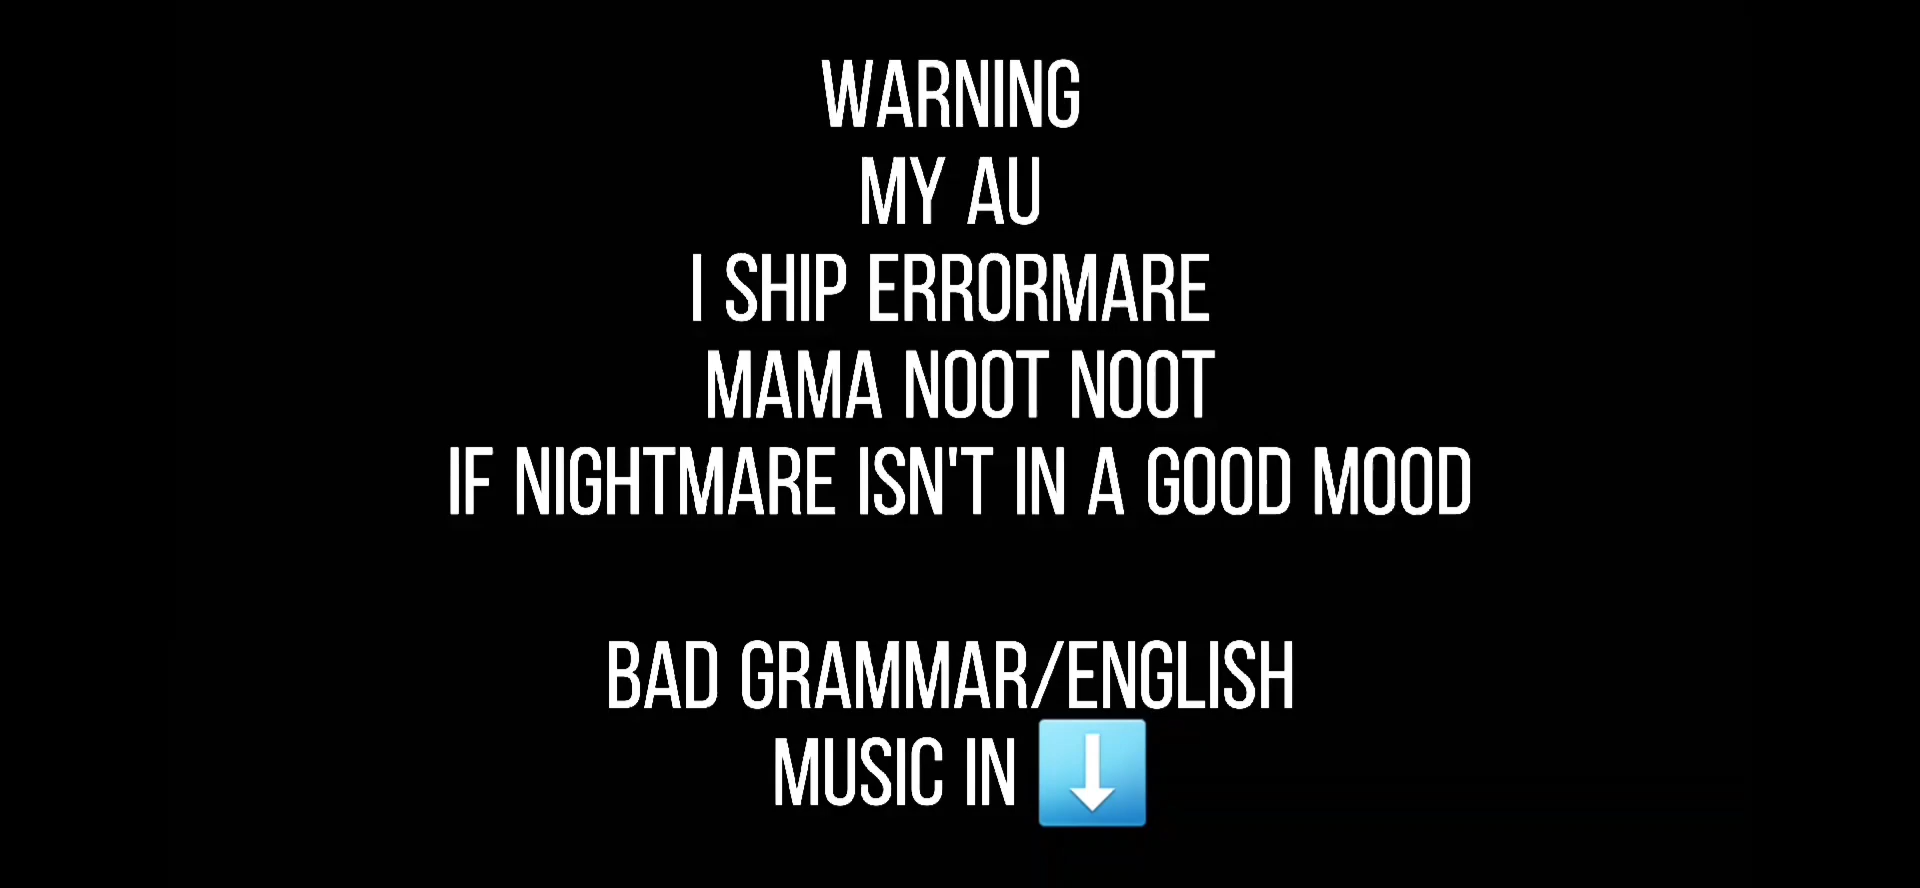 WARNING
MY AU
I SHIP ERRORMARE
MAMA NOOT NOOT
IF NIGHTMARE ISN'T IN A GOOD MOOD
BAD GRAMMAR/ENGLISH
MUSIC IN ⬇️